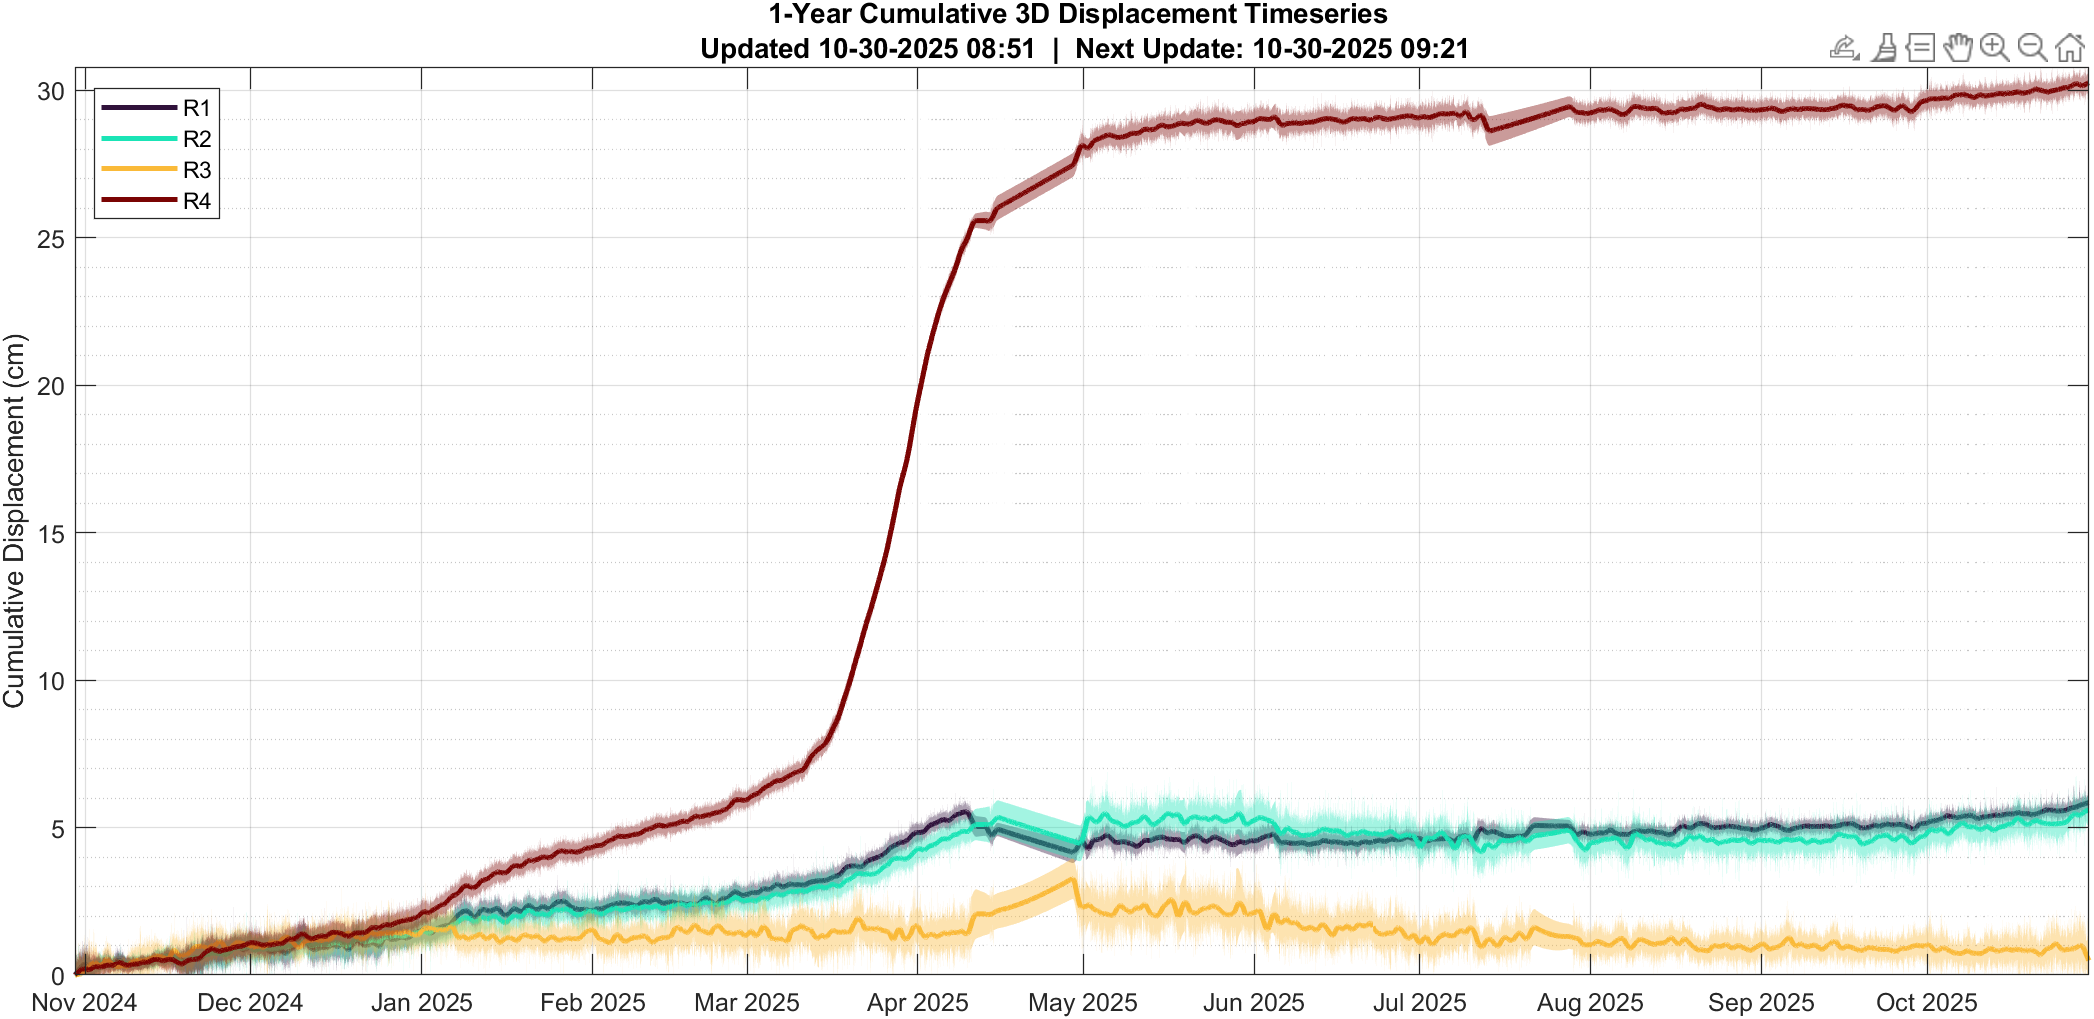 1-Year Cumulative 3D Displacement Timeseries
Updated 10-30-2025 08:51 | Next Update: 10-30-2025 09:21
R1
R2
R3
R4
Cumulative Displacement (cm)
30
25
20
15
10
5
0
Nov 2024 Dec 2024 Jan 2025 Feb 2025 Mar 2025 Apr 2025 May 2025 Jun 2025 Jul 2025 Aug 2025 Sep 2025 Oct 2025